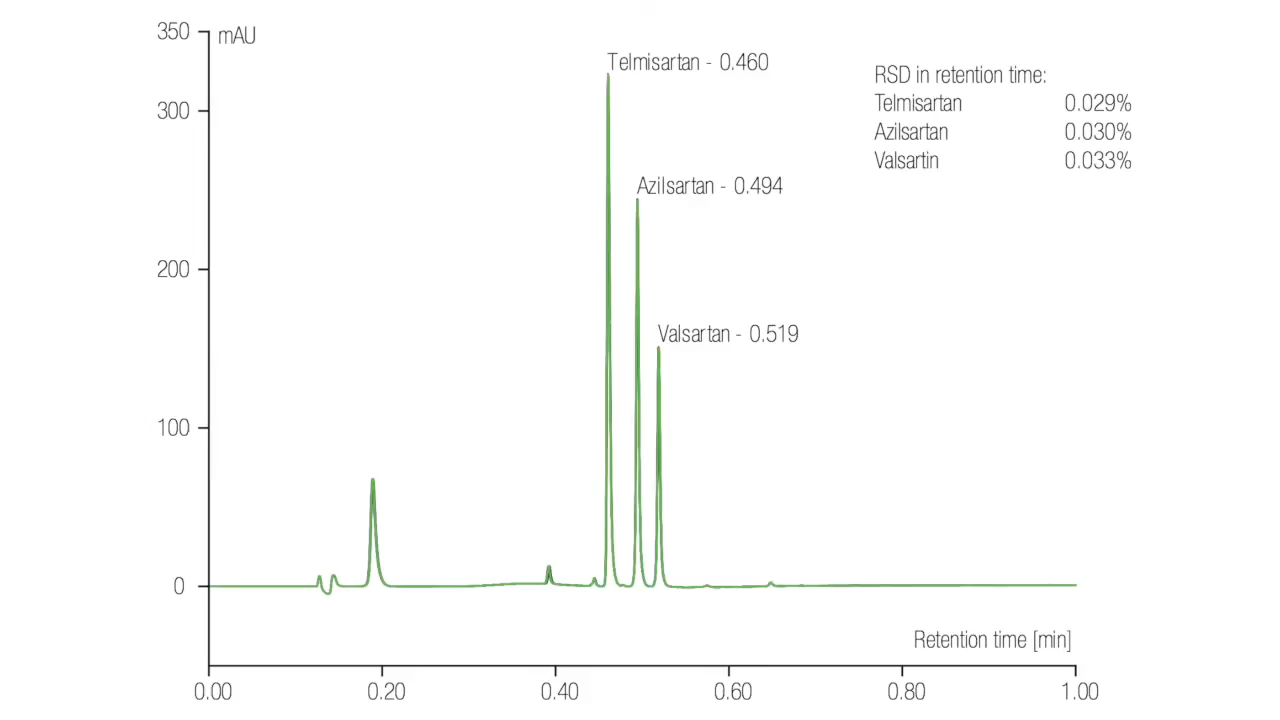 350
mAU
Telmisartan - 0.460
RSD in retention time:
Telmisartan 0.029%
300
Azilsartan 0.030%
Valsartin 0.033%
Azilsartan - 0.494
200
Valsartan - 0.519
100
0
Retention time [min]
0.00 0.20 0.40 0.60 0.80 1.00